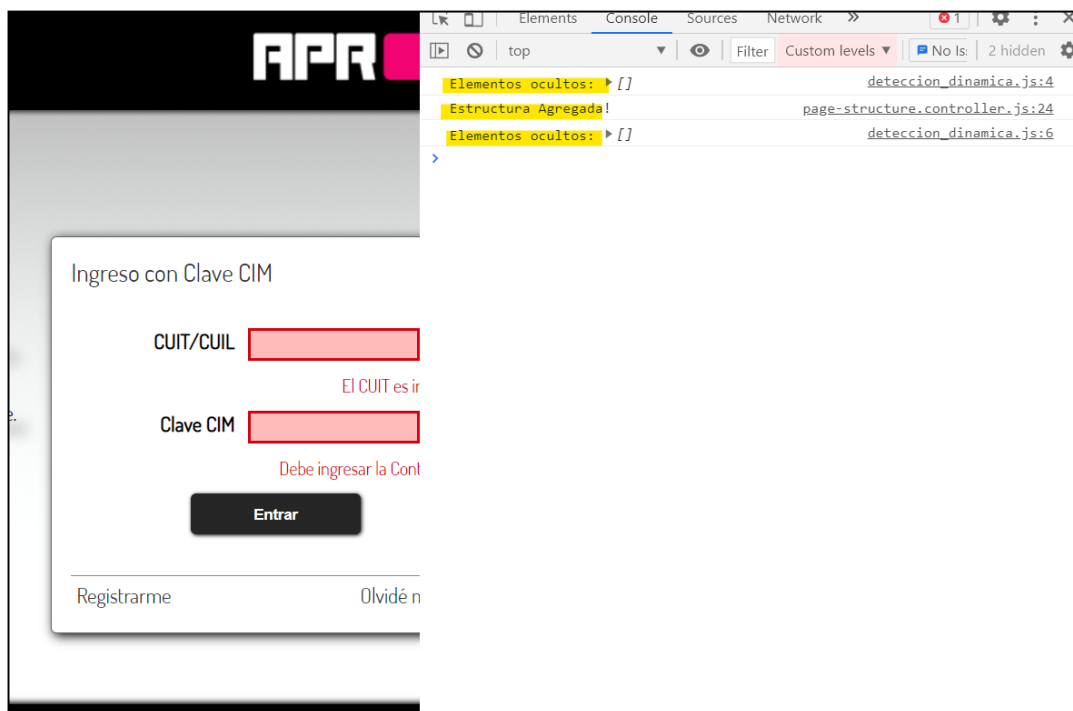 APR
Ingreso con Clave CIM
CUIT/CUIL
El CUIT es in
e.
Clave CIM
Debe ingresar la Cont
Entrar
Registrarme Olvidé n
Elements Console Sources Network » 1
top Filter Custom levels ▼ No Is: 2 hidden
Elementos ocultos: ▶ [] deteccion_dinamica.js:4
Estructura Agregada! page-structure.controller.js:24
Elementos ocultos: ▶ [] deteccion_dinamica.js:6
>